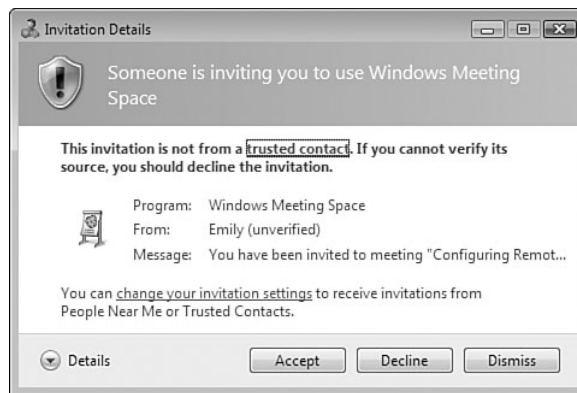 Invitation Details
Someone is inviting you to use Windows Meeting
Space
This invitation is not from a trusted contact. If you cannot verify its
source, you should decline the invitation.
Program: Windows Meeting Space
From: Emily (unverified)
Message: You have been invited to meeting "Configuring Remot...
You can change your invitation settings to receive invitations from
People Near Me or Trusted Contacts.
Details Accept Decline Dismiss